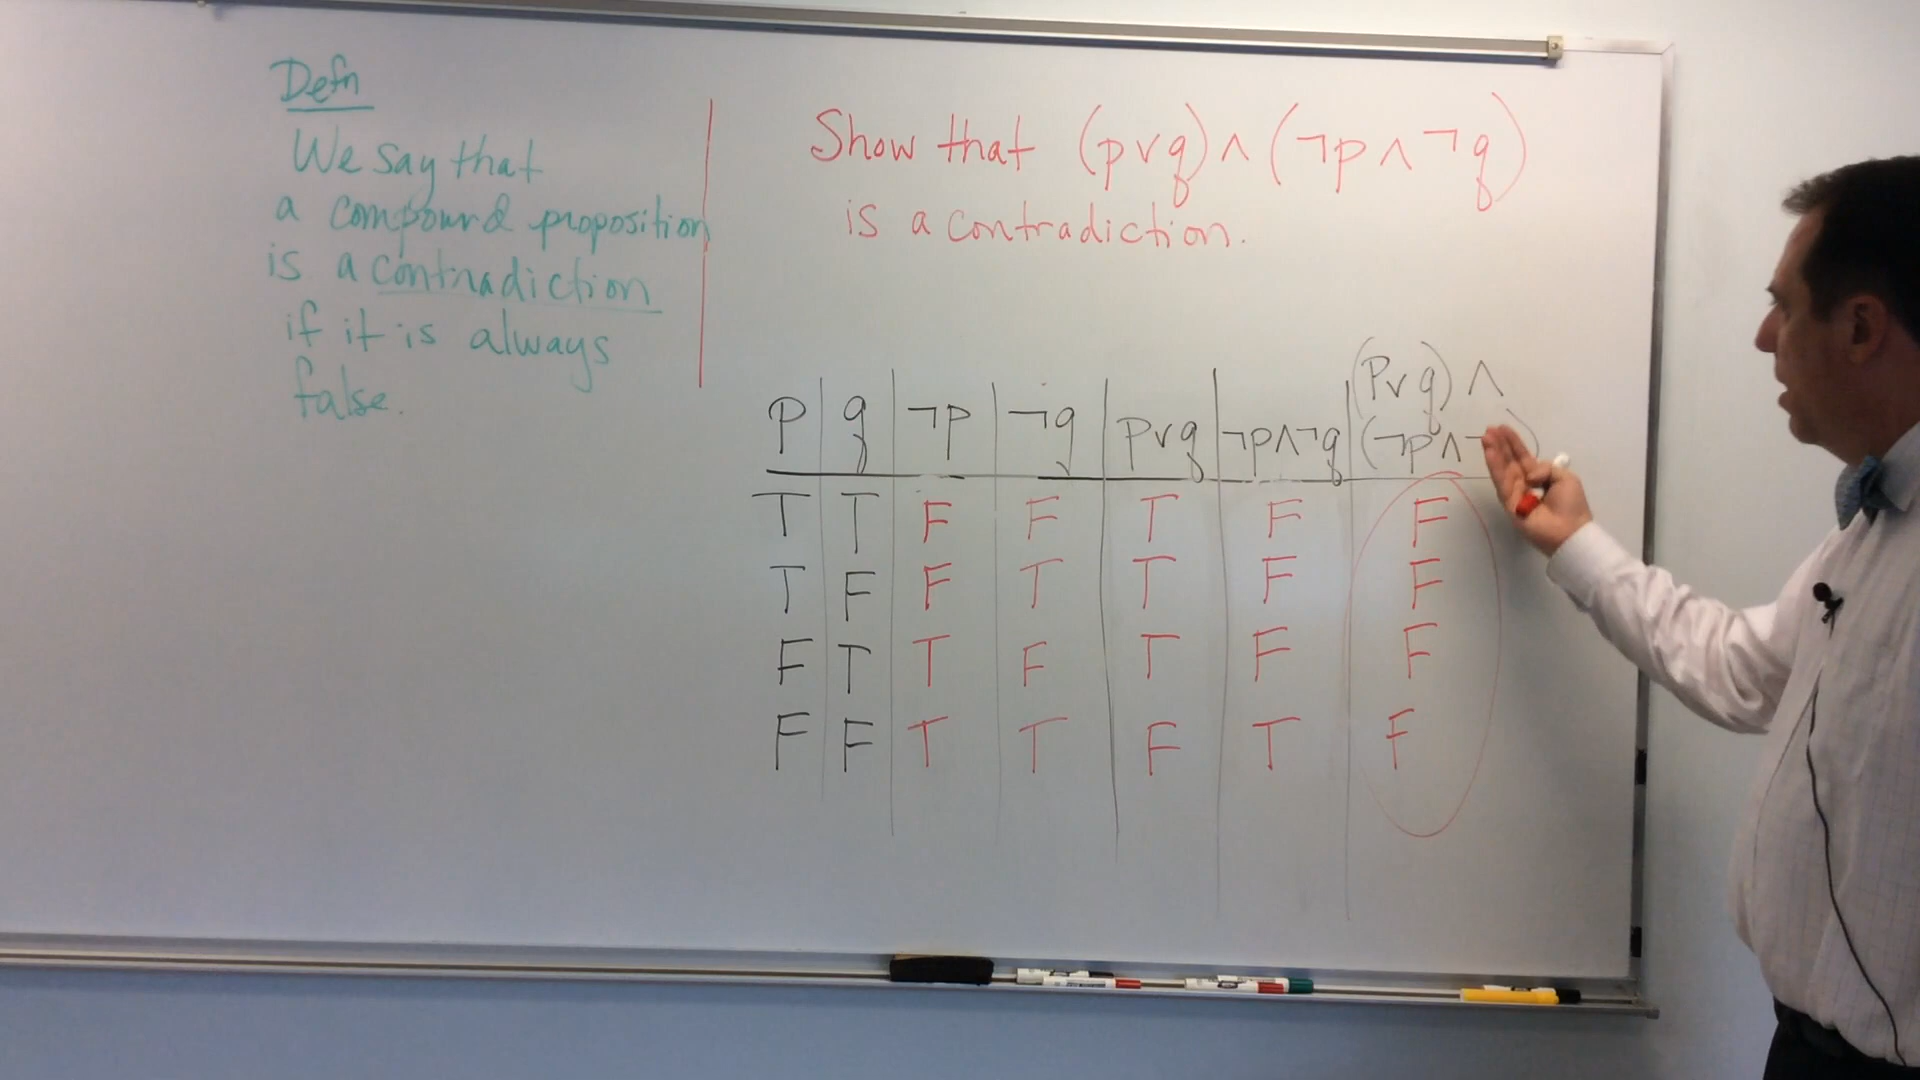 Defn
We say that
a compound proposition
is a contradiction
if it is always
false.
Show that (p∨q)∧(¬p∧¬q)
is a contradiction.
p q ¬p ¬q p∨q ¬p∧¬q (p∨q)∧
(¬p∧¬
T T F F T F F
T F F T T F F
F T T F T F F
F F T T F T F